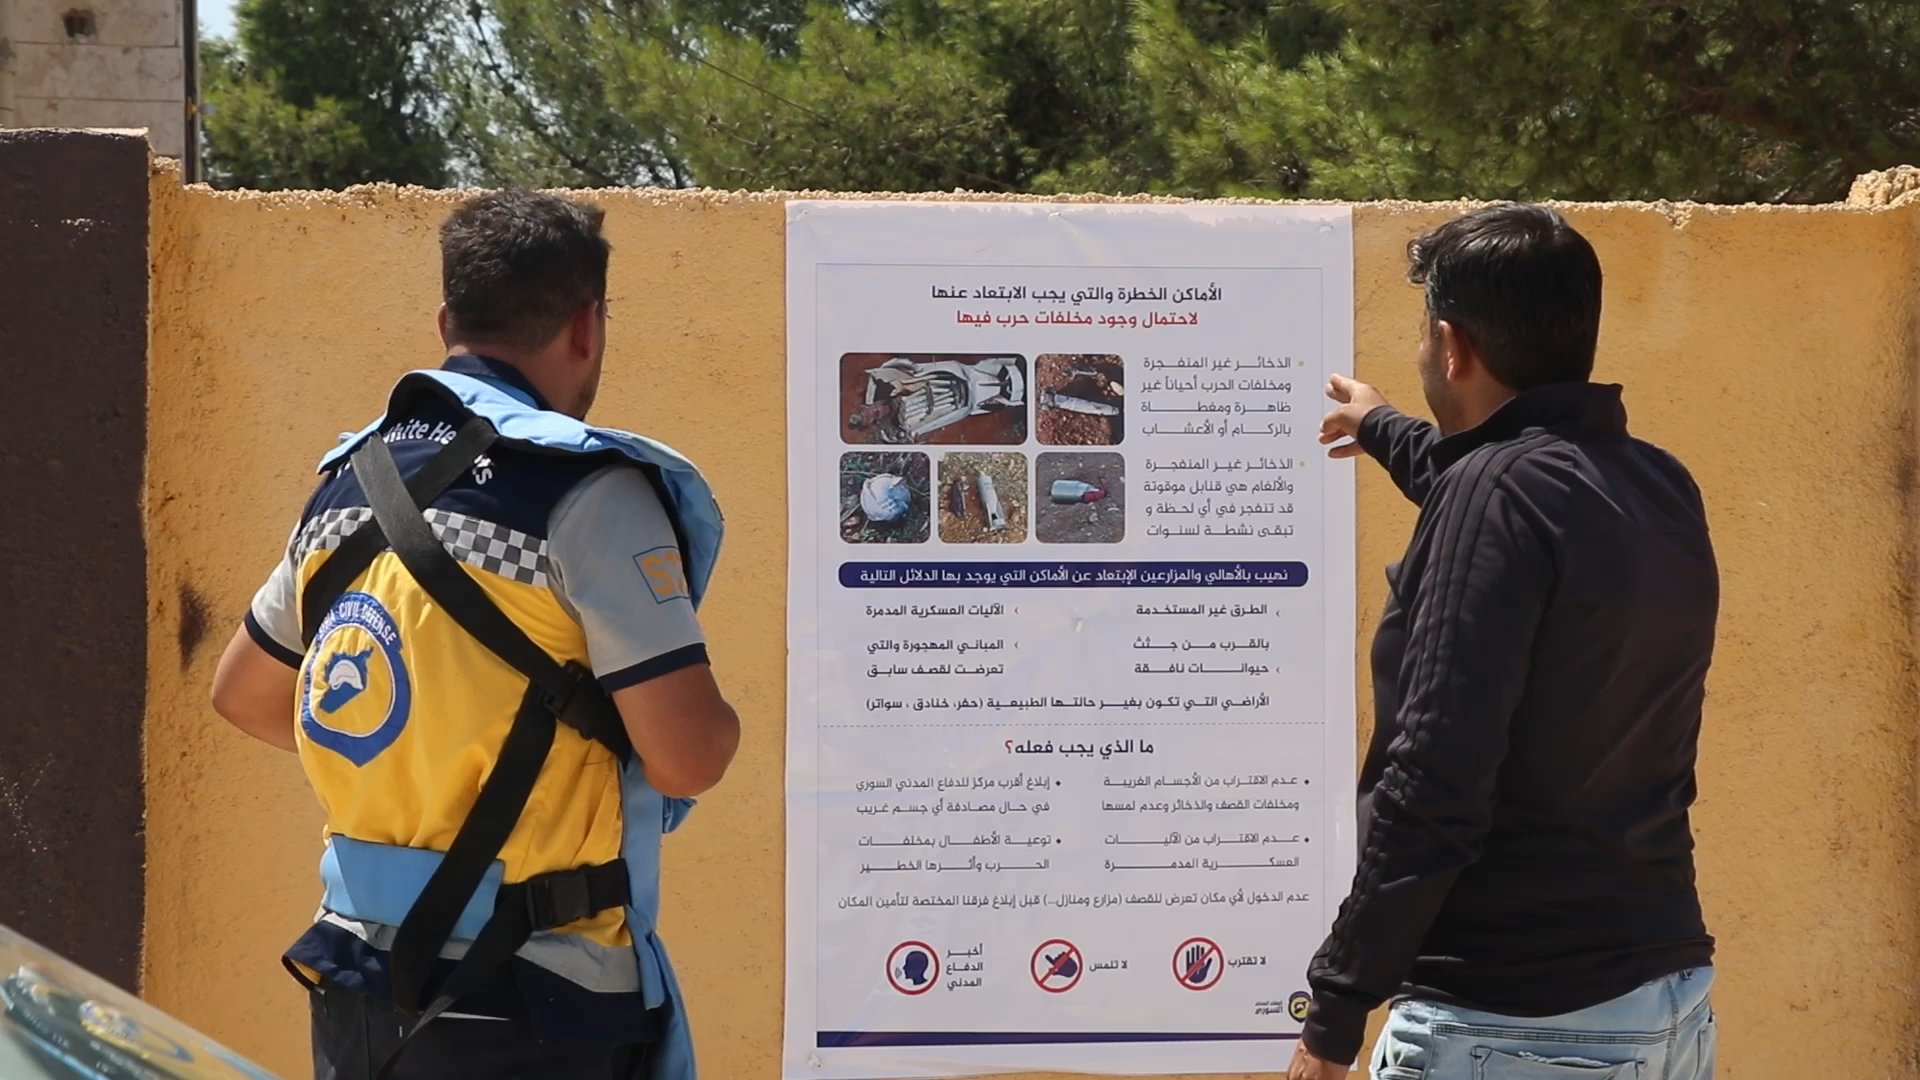 الأماكن الخطرة والتي يجب الابتعاد عنها
لاحتمال وجود مخلفات حرب فيها
الذخائر غير المنفجرة
ومخلفات الحرب أحياناً غير
ظاهرة ومغطاة
بالركام أو الأعشاب
الذخائر غير المنفجرة
والألغام هي قنابل موقوتة
قد تنفجر في أي لحظة و
تبقى نشطة لسنوات
نهيب بالأهالي والمزارعين الإبتعاد عن الأماكن التي يوجد بها الدلائل التالية
الطرق غير المستخدمة
الآليات العسكرية المدمرة
بالقرب من جثث
حيوانات نافقة
المباني المهجورة والتي
تعرضت لقصف سابق
الأراضي التي تكون بغير حالتها الطبيعية (حفر، خنادق ، سواتر)
ما الذي يجب فعله؟
• عدم الاقتراب من الأجسام الغريبة
ومخلفات القصف والذخائر وعدم لمسها
• إبلاغ أقرب مركز للدفاع المدني السوري
في حال مصادفة أي جسم غريب
• عدم الاقتراب من الآليات
العسكرية المدمرة
• توعية الأطفال بمخلفات
الحرب وأثرها الخطير
عدم الدخول لأي مكان تعرض للقصف (مزارع ومنازل...) قبل إبلاغ فرقنا المختصة لتأمين المكان
لا تقترب
لا تلمس
أخبر
الدفاع
المدني
السوري
CIVIL DEFENSE